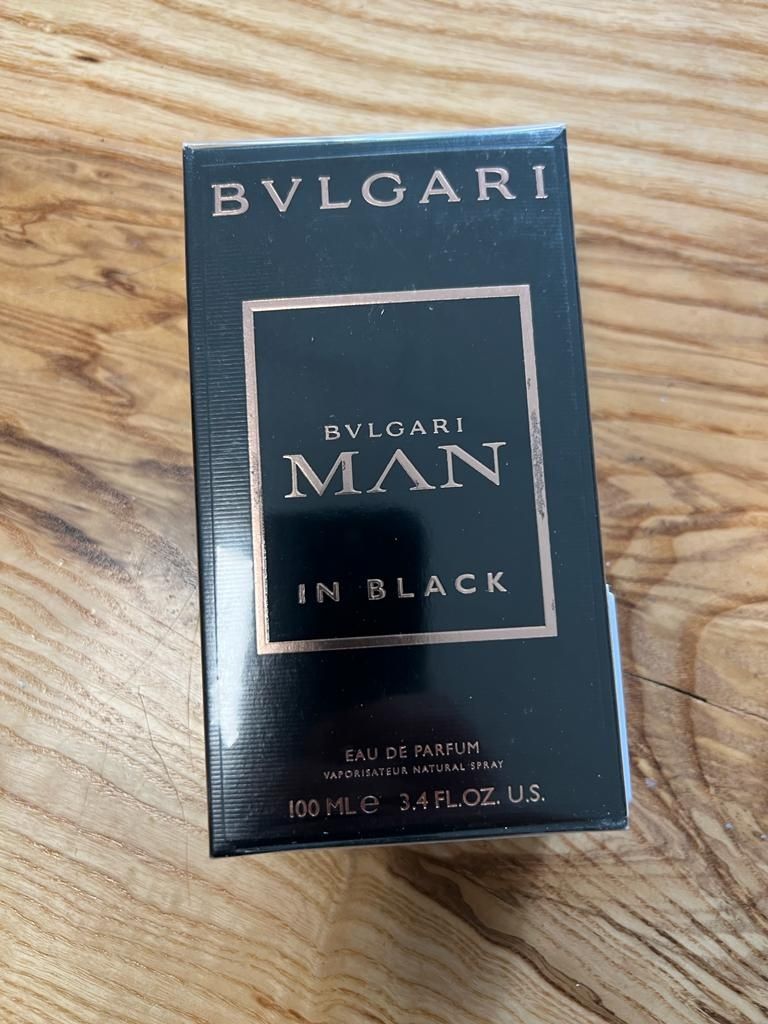 BVLGARI
BVLGARI
MAN
IN BLACK
EAU DE PARFUM
VAPORISATEUR NATURAL SPRAY
100 ML℮ 3.4 FL.OZ. U.S.